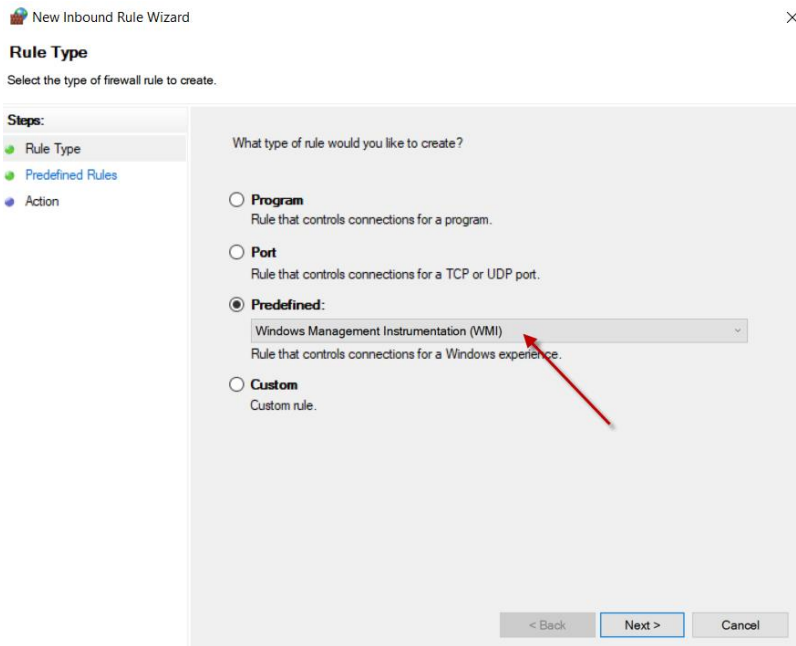 New Inbound Rule Wizard
Rule Type
Select the type of firewall rule to create.
Steps:
Rule Type
Predefined Rules
Action
What type of rule would you like to create?
Program
Rule that controls connections for a program.
Port
Rule that controls connections for a TCP or UDP port.
Predefined:
Windows Management Instrumentation (WMI)
Rule that controls connections for a Windows experience.
Custom
Custom rule.
< Back
Next >
Cancel